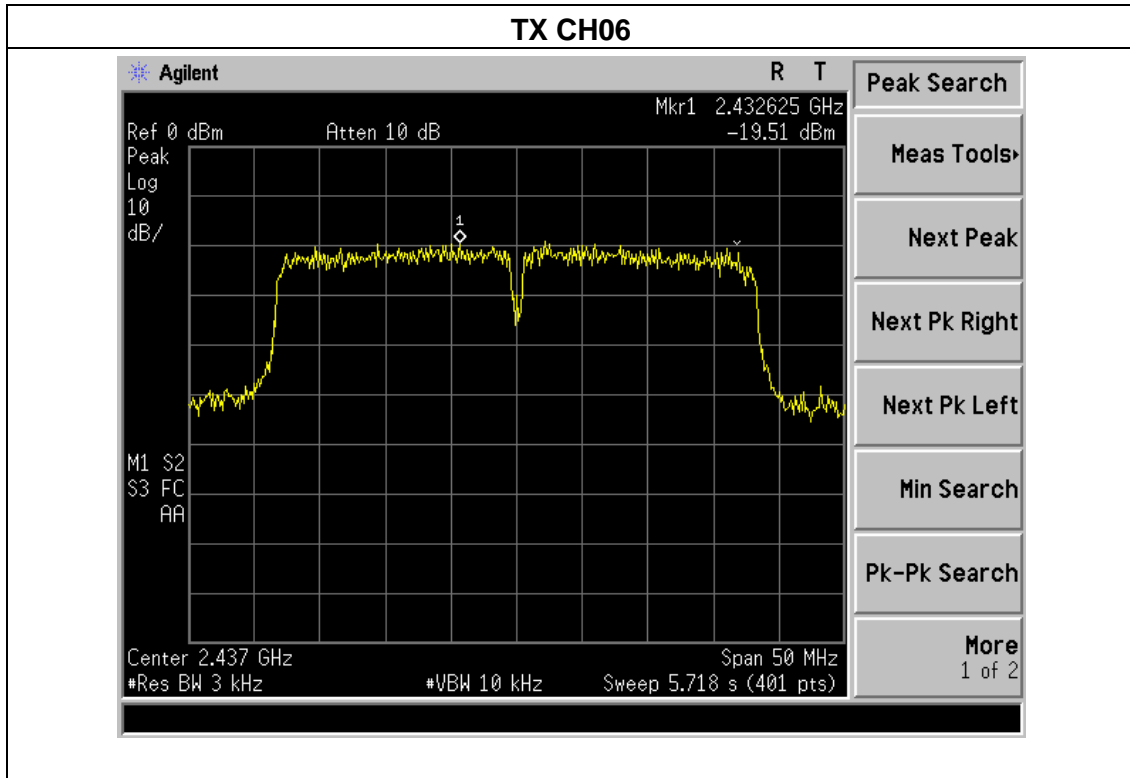 TX CH06
Agilent R T
Peak Search
Mkr1 2.432625 GHz
Ref 0 dBm Atten 10 dB -19.51 dBm
Peak
Log
10
dB/
1
M1 S2
S3 FC
AA
Center 2.437 GHz Span 50 MHz
#Res BW 3 kHz #VBW 10 kHz Sweep 5.718 s (401 pts)
Meas Tools
Next Peak
Next Pk Right
Next Pk Left
Min Search
Pk-Pk Search
More
1 of 2